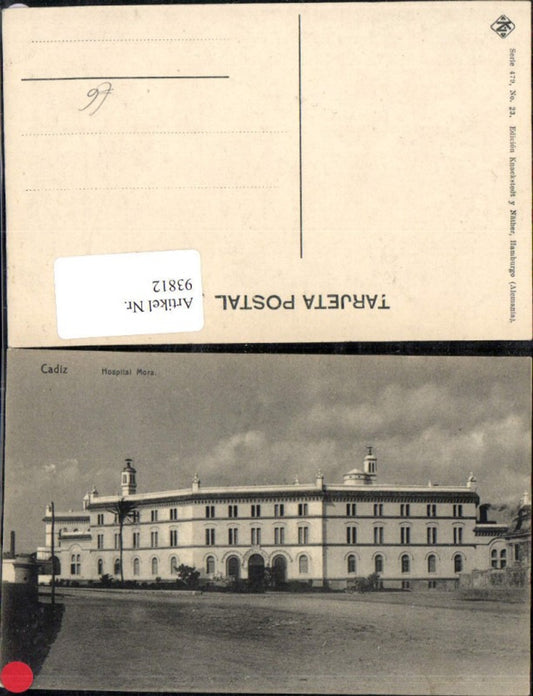 TARJETA POSTAL
Serie 479, No. 23. Edición Knackstedt y Näther, Hamburgo (Alemania).
Artikel Nr.
93812
Cadiz
Hospital Mora.